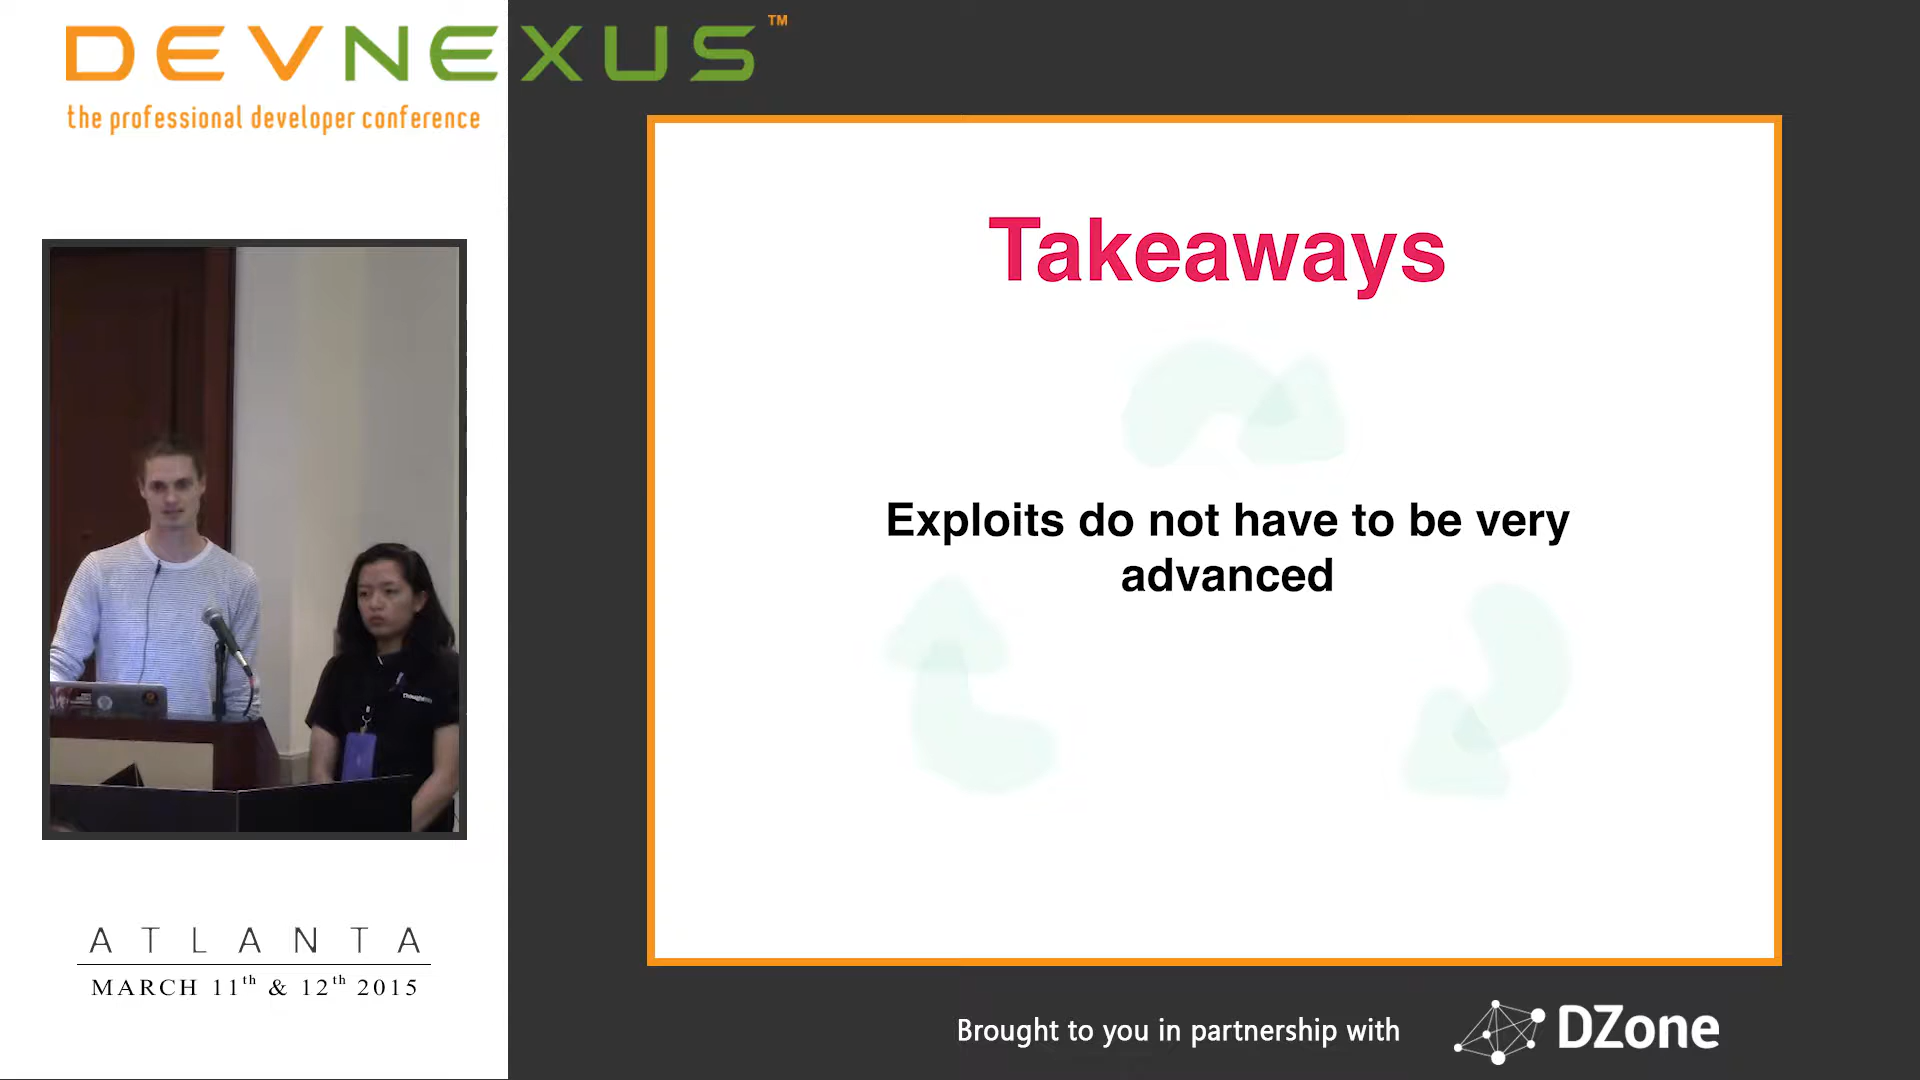 DEVNEXUS™
the professional developer conference
Takeaways
Exploits do not have to be very
advanced
ATLANTA
MARCH 11th & 12th 2015
Brought to you in partnership with
DZone